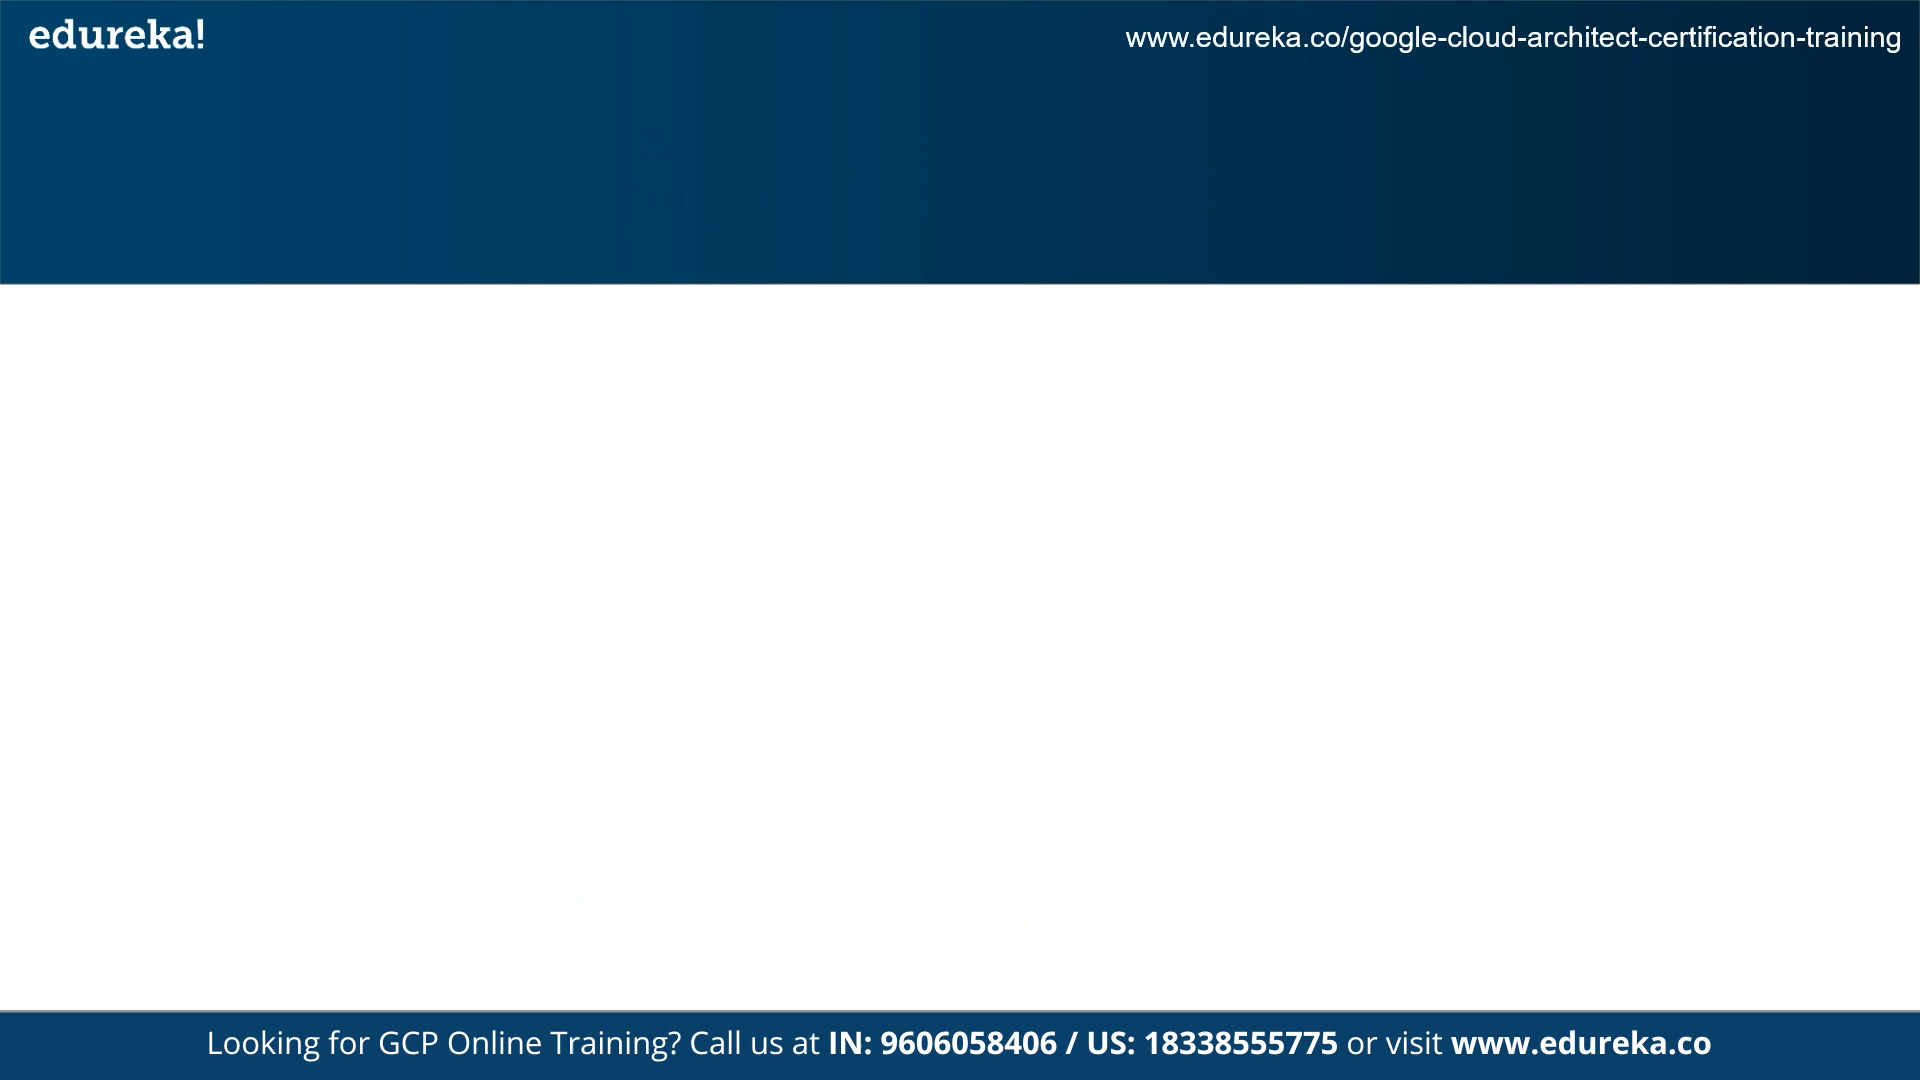 edureka!
www.edureka.co/google-cloud-architect-certification-training
Looking for GCP Online Training? Call us at IN: 9606058406 / US: 18338555775 or visit www.edureka.co